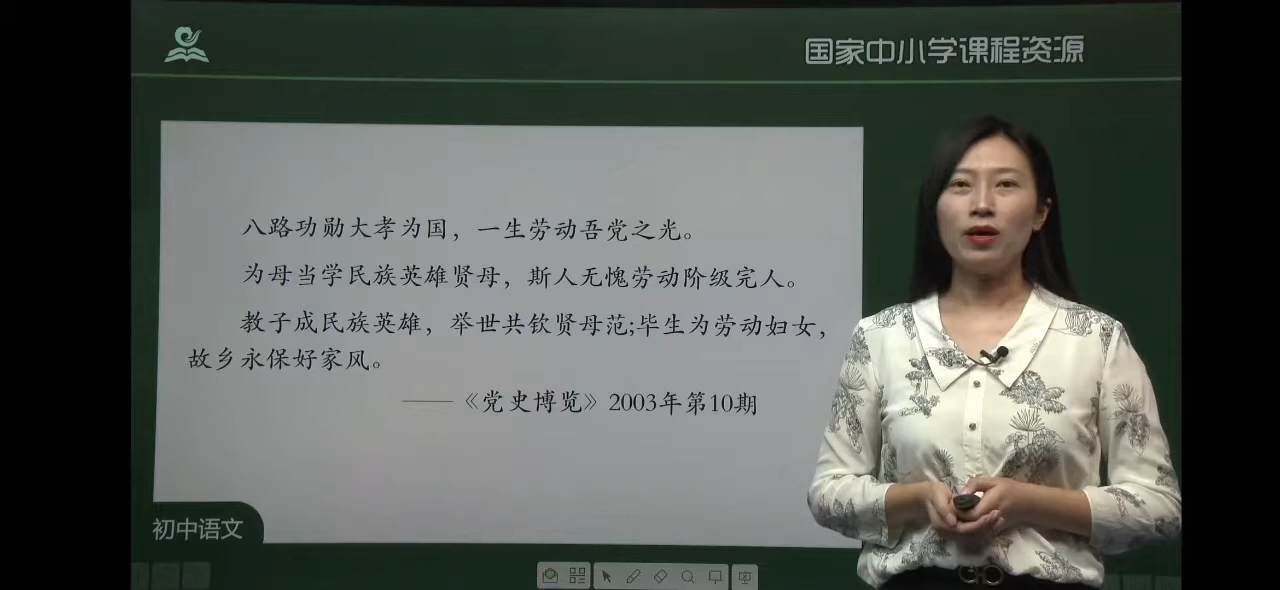 国家中小学课程资源
八路功勋大孝为国，一生劳动吾党之光。
为母当学民族英雄贤母，斯人无愧劳动阶级完人。
教子成民族英雄，举世共钦贤母范;毕生为劳动妇女，
故乡永保好家风。
——《党史博览》2003年第10期
初中语文